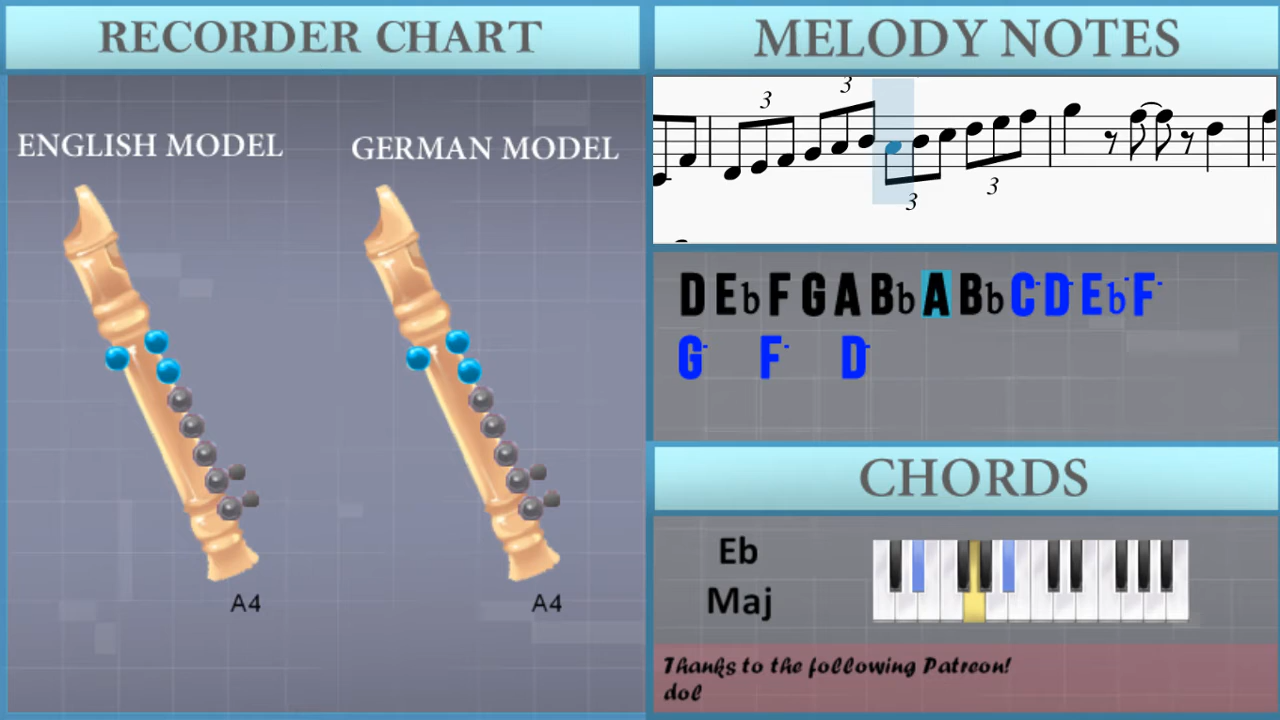 RECORDER CHART
ENGLISH MODEL
GERMAN MODEL
A4
A4
MELODY NOTES
3
3
3
3
D Eb F G A Bb A Bb C· D· Eb· F·
G· F· D·
CHORDS
Eb
Maj
Thanks to the following Patreon!
dol